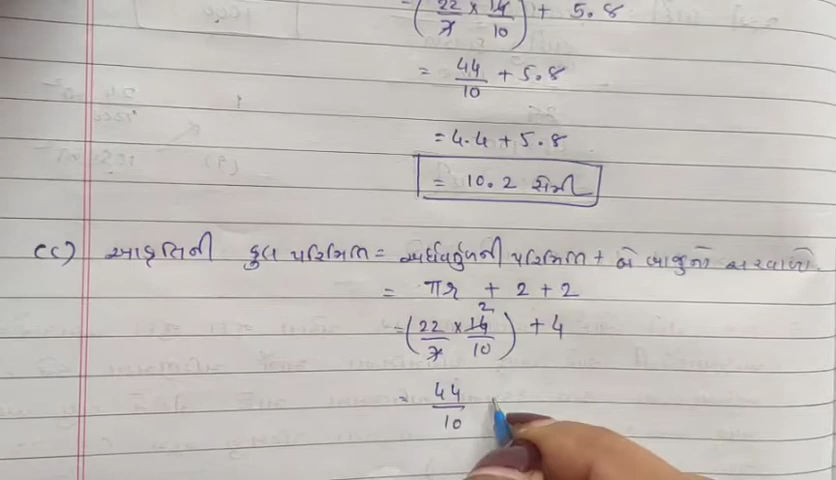 = (22/7 × 14/10) + 5.8
= 44/10 + 5.8
= 4.4 + 5.8
= 10.2 સેમી
(c) આકૃતિની કુલ પરિમિતિ = અર્ધવર્તુળની પરિમિતિ + બે બાજુનો સરવાળો.
= πr + 2 + 2
= (22/7 × 14/10) + 4 2
= 44/10